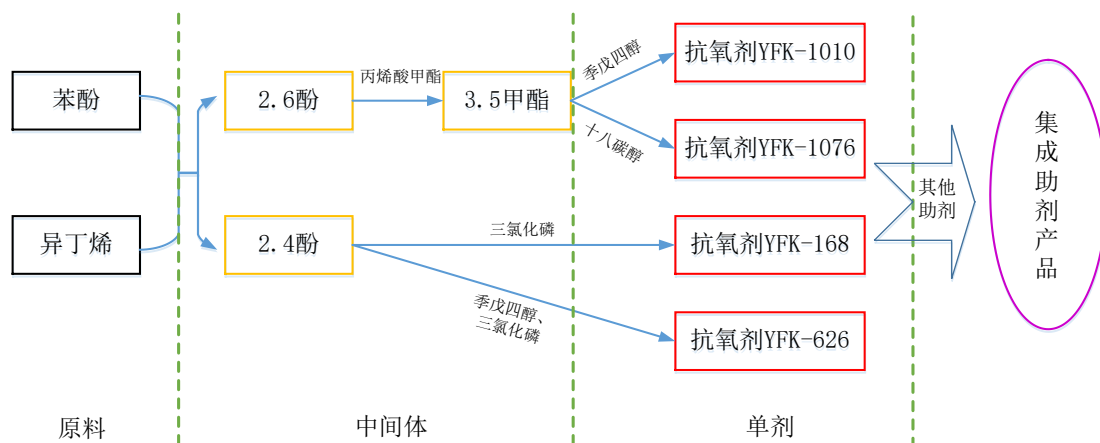 苯酚
异丁烯
2.6酚
丙烯酸甲酯
3.5甲酯
2.4酚
季戊四醇
十八碳醇
三氯化磷
季戊四醇、
三氯化磷
抗氧剂YFK-1010
抗氧剂YFK-1076
抗氧剂YFK-168
抗氧剂YFK-626
其他
助剂
集成助剂产品
原料
中间体
单剂